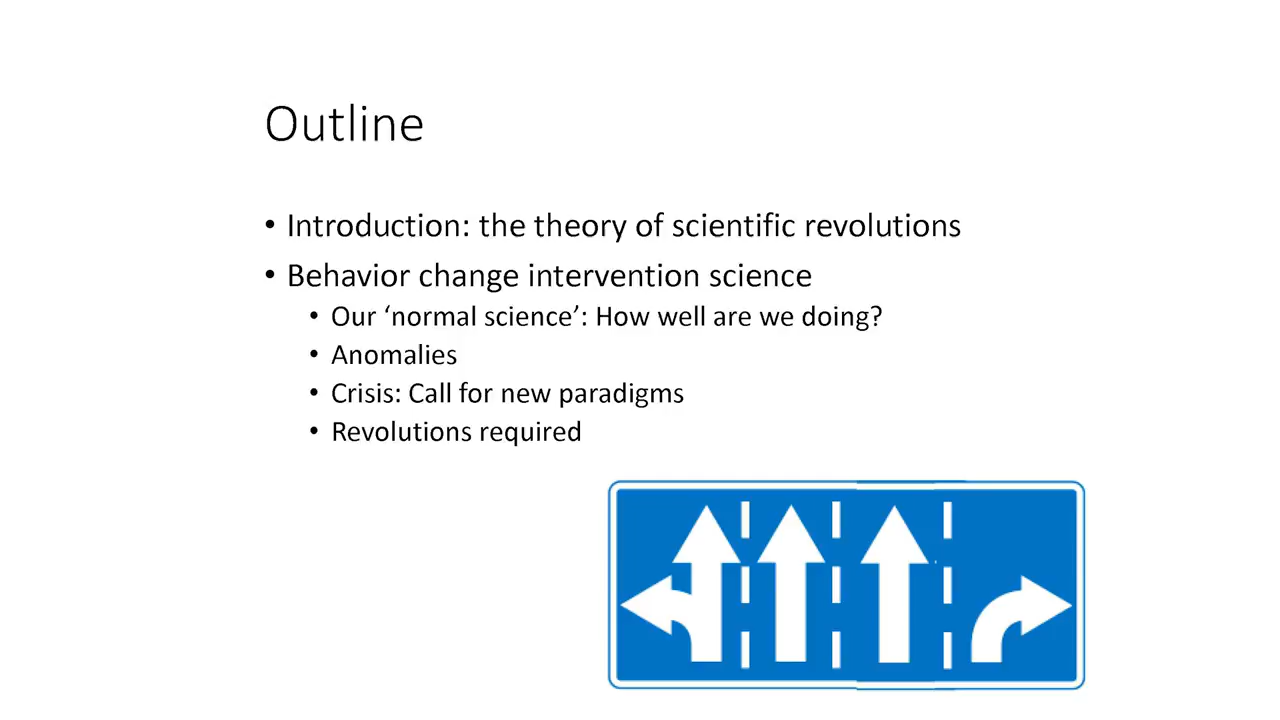 Outline
• Introduction: the theory of scientific revolutions
• Behavior change intervention science
• Our ‘normal science’: How well are we doing?
• Anomalies
• Crisis: Call for new paradigms
• Revolutions required